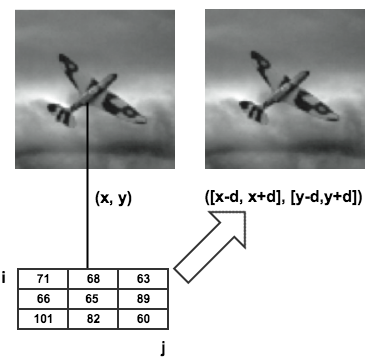 (x, y)
([x-d, x+d], [y-d,y+d])
i
71 68 63
66 65 89
101 82 60
j